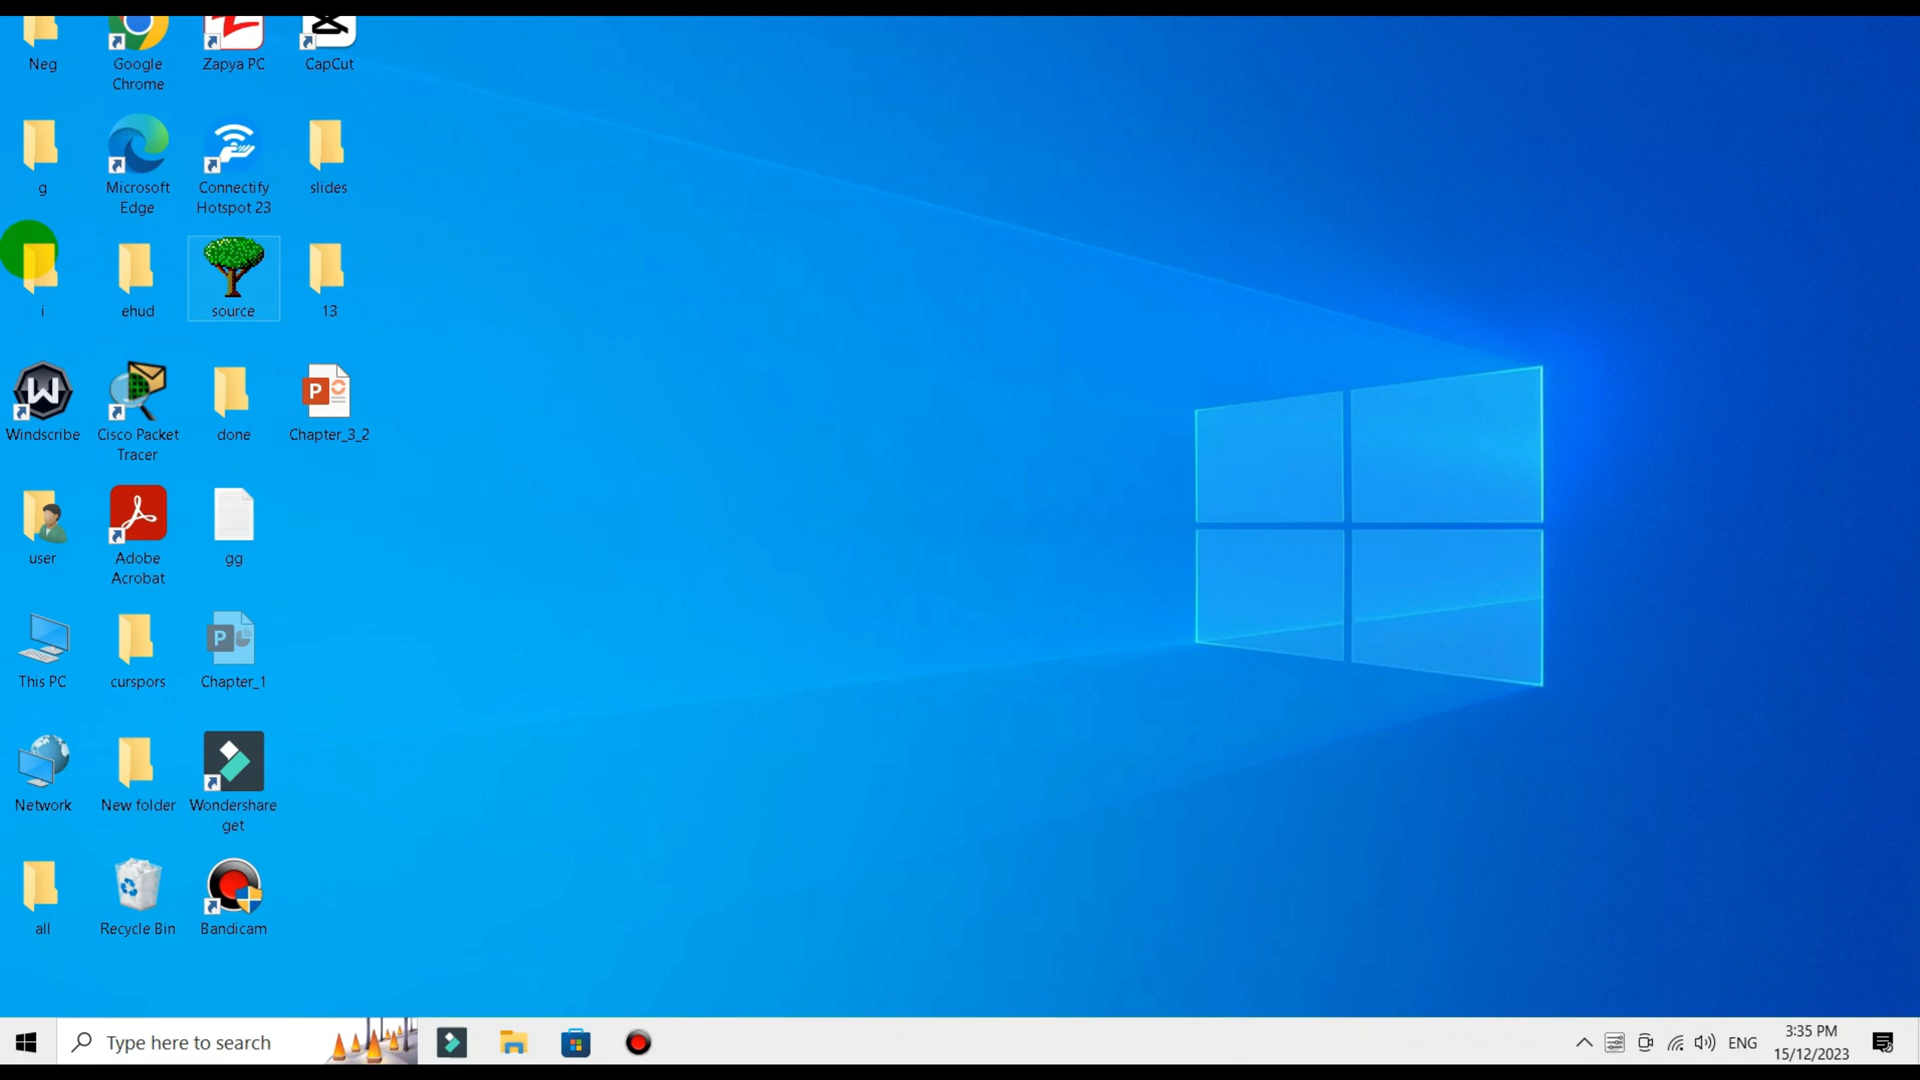 Neg
Google
Chrome
Zapya PC
CapCut
g
Microsoft
Edge
Connectify
Hotspot 23
slides
i
ehud
source
13
Windscribe
Cisco Packet
Tracer
done
Chapter_3_2
user
Adobe
Acrobat
gg
This PC
curspors
Chapter_1
Network
New folder
Wondershare
get
all
Recycle Bin
Bandicam
Type here to search
ENG
3:35 PM
15/12/2023